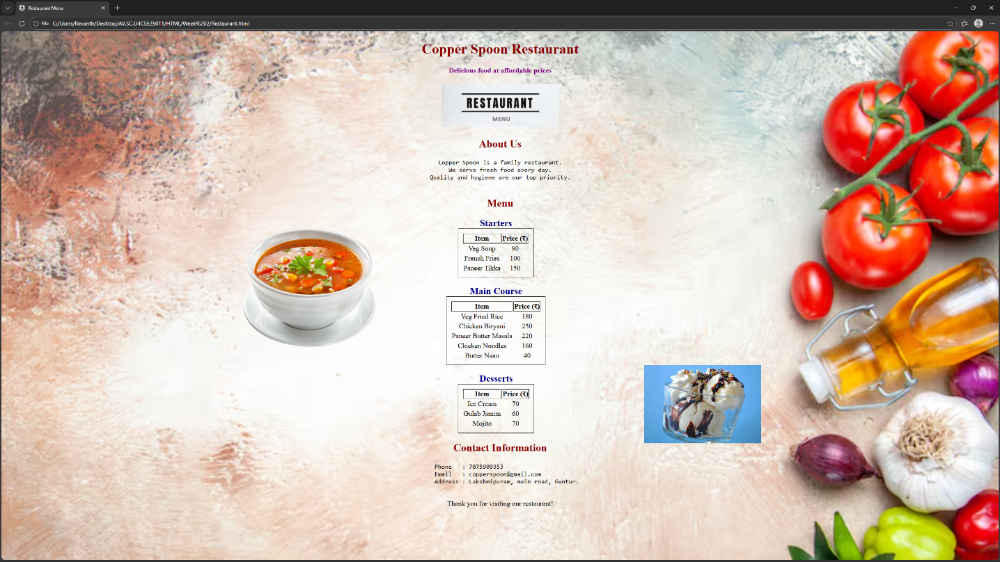 Restaurant Menu
File C:/Users/Revanth/Desktop/AV.SC.U4CSE25011/HTML/Week%202/Restaurant.html
Copper Spoon Restaurant
Delicious food at affordable prices
RESTAURANT
MENU
About Us
Copper Spoon is a family restaurant.
We serve fresh food every day.
Quality and hygiene are our top priority.
Menu
Starters
Item Price (₹)
Veg Soup 80
French Fries 100
Paneer Tikka 150
Main Course
Item Price (₹)
Veg Fried Rice 180
Chicken Biryani 250
Paneer Butter Masala 220
Chicken Noodles 160
Butter Naan 40
Desserts
Item Price (₹)
Ice Cream 70
Gulab Jamun 60
Mojito 70
Contact Information
Phone : 7075909353
Email : copperspoon@gmail.com
Address : Lakshmipuram, main road, Guntur.
Thank you for visiting our restaurant!